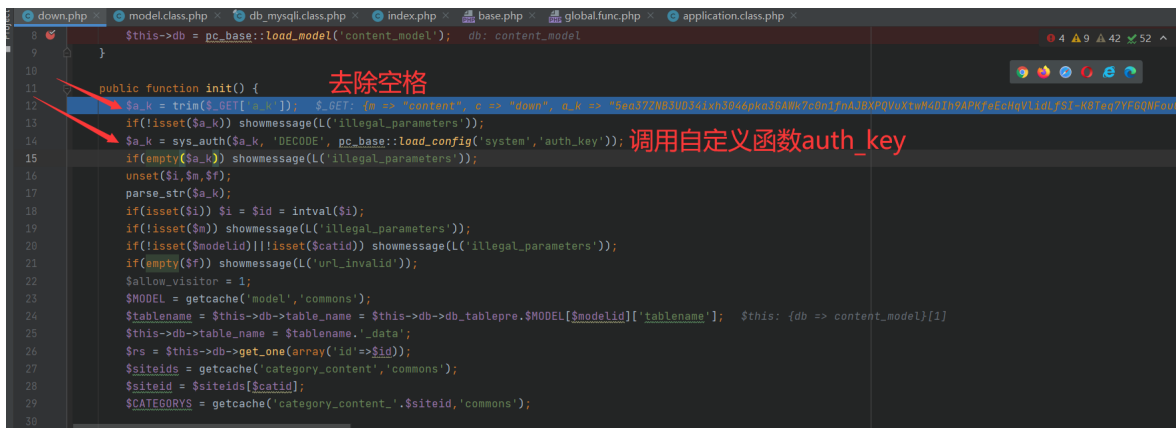 down.php × model.class.php × db_mysqli.class.php × index.php × base.php × global.func.php × application.class.php ×
8 $this->db = pc_base::load_model('content_model'); db: content_model 4 9 42 52
9 }
10
11 public function init() { 去除空格
12 $a_k = trim($_GET['a_k']); $_GET: {m => "content", c => "down", a_k =>
13 if(!isset($a_k)) showmessage(L('illegal_parameters'));
14 $a_k = sys_auth($a_k, 'DECODE', pc_base::load_config('system','auth_key')); 调用自定义函数auth_key
15 if(empty($a_k)) showmessage(L('illegal_parameters'));
16 unset($i,$m,$f);
17 parse_str($a_k);
18 if(isset($i)) $i = $id = intval($i);
19 if(!isset($m)) showmessage(L('illegal_parameters'));
20 if(!isset($modelid)||!isset($catid)) showmessage(L('illegal_parameters'));
21 if(empty($f)) showmessage(L('url_invalid'));
22 $allow_visitor = 1;
23 $MODEL = getcache('model','commons');
24 $tablename = $this->db->table_name = $this->db->db_tablepre.$MODEL[$modelid]['tablename']; $this: {db => content_model}[1]
25 $this->db->table_name = $tablename.'_data';
26 $rs = $this->db->get_one(array('id'=>$id));
27 $siteids = getcache('category_content','commons');
28 $siteid = $siteids[$catid];
29 $CATEGORYS = getcache('category_content_'.$siteid,'commons');
30